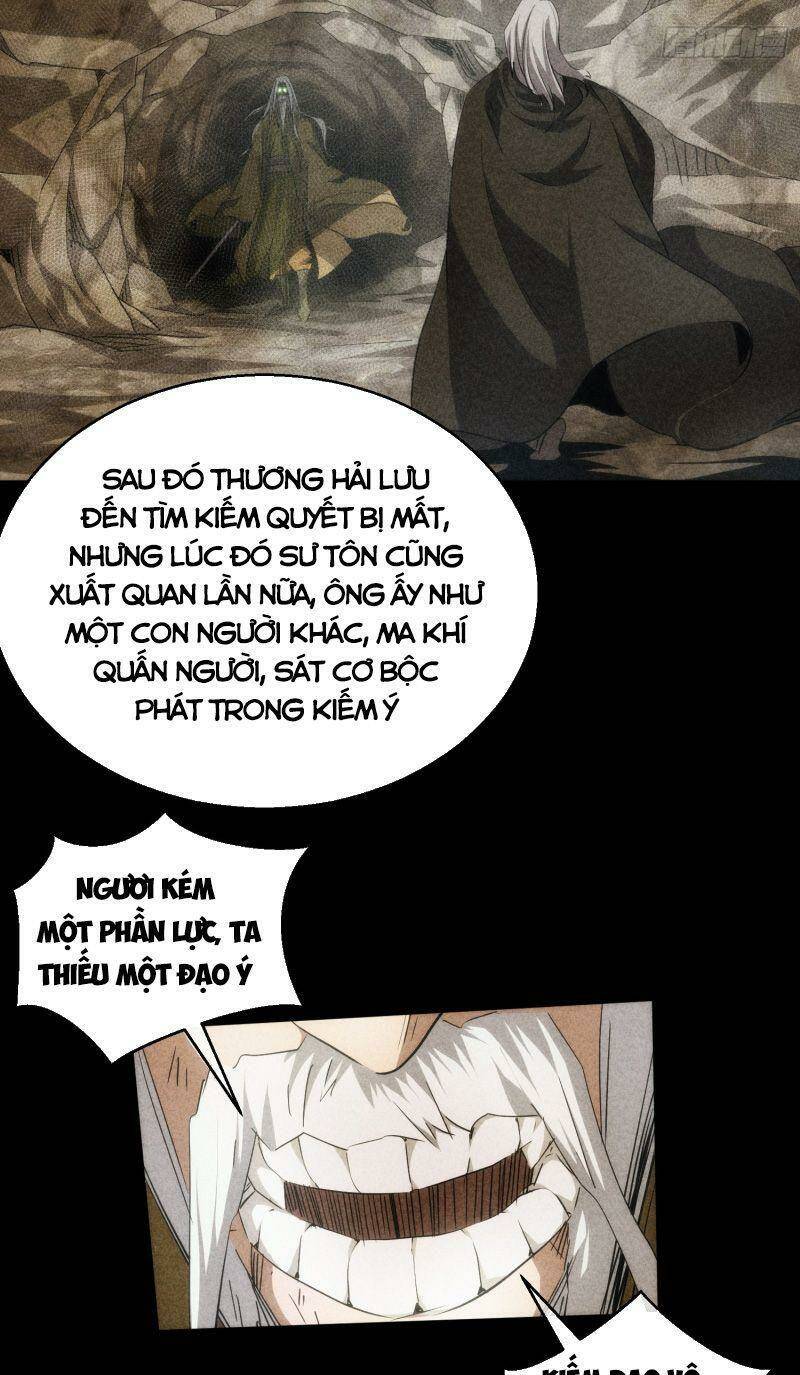 SAU ĐÓ THƯƠNG HẢI LƯU
ĐẾN TÌM KIẾM QUYẾT BỊ MẤT,
NHƯNG LÚC ĐÓ SƯ TÔN CŨNG
XUẤT QUAN LẦN NỮA, ÔNG ẤY NHƯ
MỘT CON NGƯỜI KHÁC, MA KHÍ
QUẤN NGƯỜI, SÁT CƠ BỘC
PHÁT TRONG KIẾM Ý
NGƯƠI KÉM
MỘT PHẦN LỰC, TA
THIẾU MỘT ĐẠO Ý